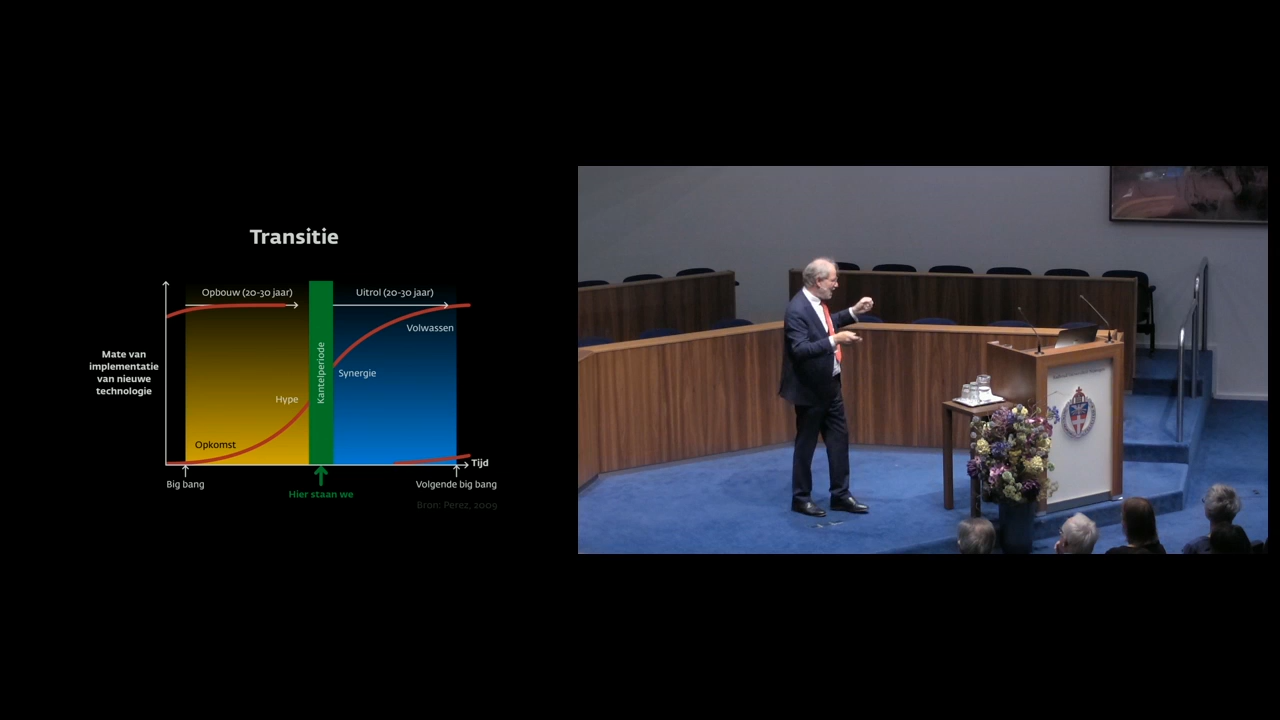 Transitie
Opbouw (20-30 jaar)
Uitrol (20-30 jaar)
Volwassen
Kantelperiode
Mate van
implementatie
van nieuwe
technologie
Synergie
Hype
Opkomst
Tijd
Big bang
Volgende big bang
Hier staan we
Bron: Perez, 2009